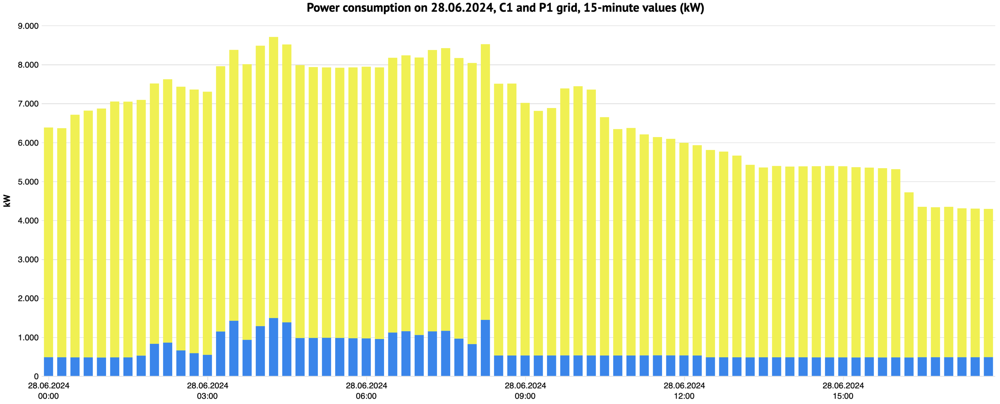 Power consumption on 28.06.2024, C1 and P1 grid, 15-minute values (kW)
9.000
8.000
7.000
6.000
5.000
4.000
3.000
2.000
1.000
0
kW
28.06.2024 28.06.2024 28.06.2024 28.06.2024 28.06.2024 28.06.2024
00:00 03:00 06:00 09:00 12:00 15:00